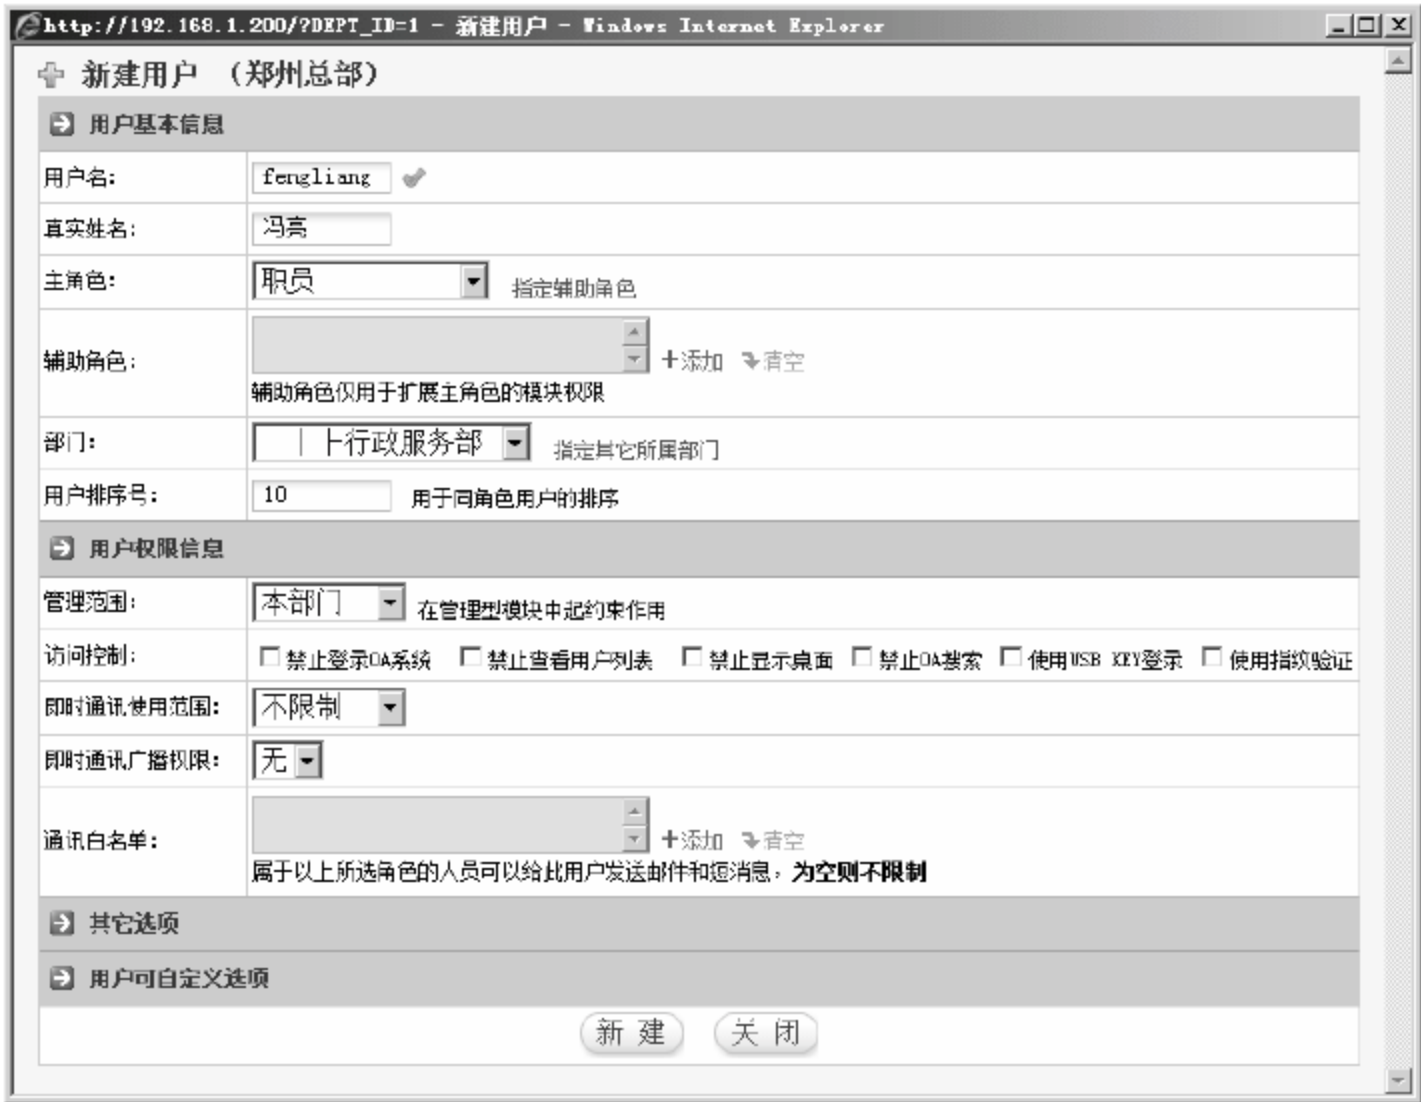 http://192.168.1.200/?DEPT_ID=1 - 新建用户 - Windows Internet Explorer
新建用户 （郑州总部）
用户基本信息
用户名： fengliang
真实姓名： 冯亮
主角色： 职员 指定辅助角色
辅助角色： 添加 清空
辅助角色仅用于扩展主角色的模块权限
部门： │ ├行政服务部 指定其它所属部门
用户排序号： 10 用于同角色用户的排序
用户权限信息
管理范围： 本部门 在管理型模块中起约束作用
访问控制： 禁止登录OA系统 禁止查看用户列表 禁止显示桌面 禁止OA搜索 使用USB KEY登录 使用指纹验证
即时通讯使用范围： 不限制
即时通讯广播权限： 无
通讯白名单： 添加 清空
属于以上所选角色的人员可以给此用户发送邮件和短消息，为空则不限制
其它选项
用户可自定义选项
新 建 关 闭